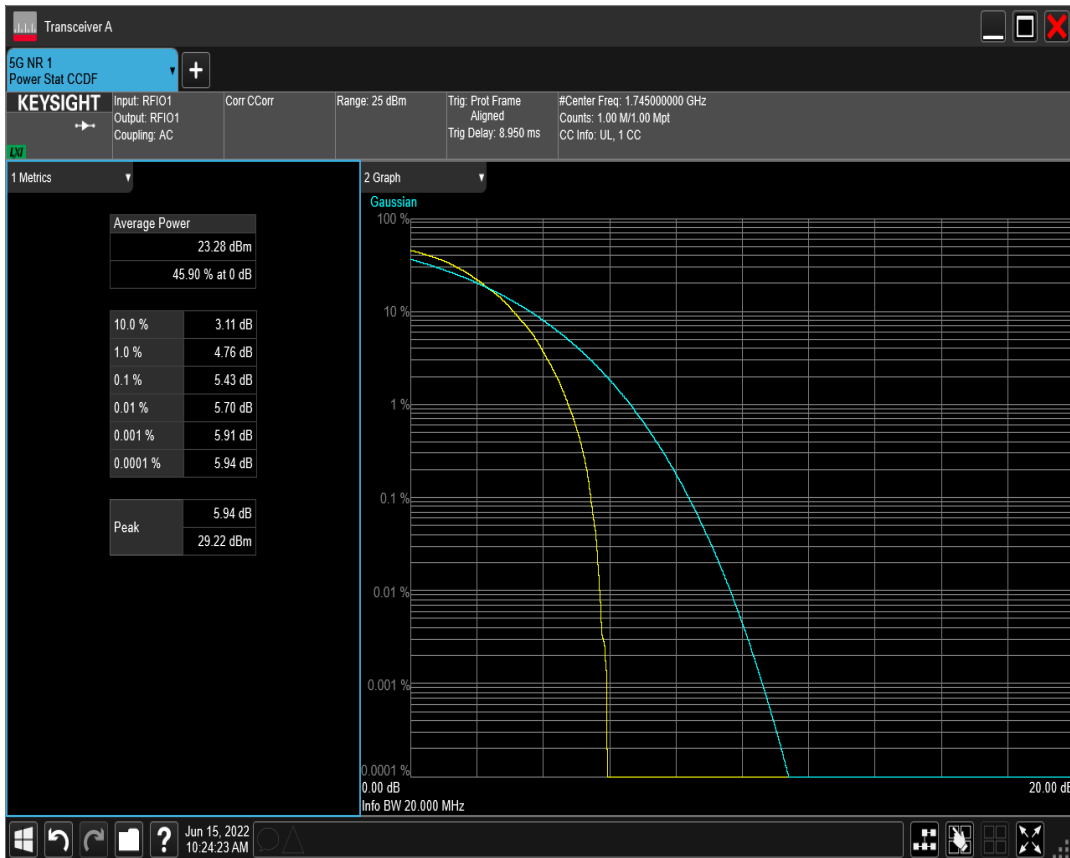 Transceiver A
5G NR 1
Power Stat CCDF
+
KEYSIGHT
LXI
Input: RFIO1
Output: RFIO1
Coupling: AC
Corr CCorr
Range: 25 dBm
Trig: Prot Frame
Aligned
Trig Delay: 8.950 ms
#Center Freq: 1.745000000 GHz
Counts: 1.00 M/1.00 Mpt
CC Info: UL, 1 CC
1 Metrics
Average Power
23.28 dBm
45.90 % at 0 dB
10.0 % 3.11 dB
1.0 % 4.76 dB
0.1 % 5.43 dB
0.01 % 5.70 dB
0.001 % 5.91 dB
0.0001 % 5.94 dB
Peak
5.94 dB
29.22 dBm
2 Graph
Gaussian
100 %
10 %
1 %
0.1 %
0.01 %
0.001 %
0.0001 %
0.00 dB 20.00 dB
Info BW 20.000 MHz
?
Jun 15, 2022
10:24:23 AM